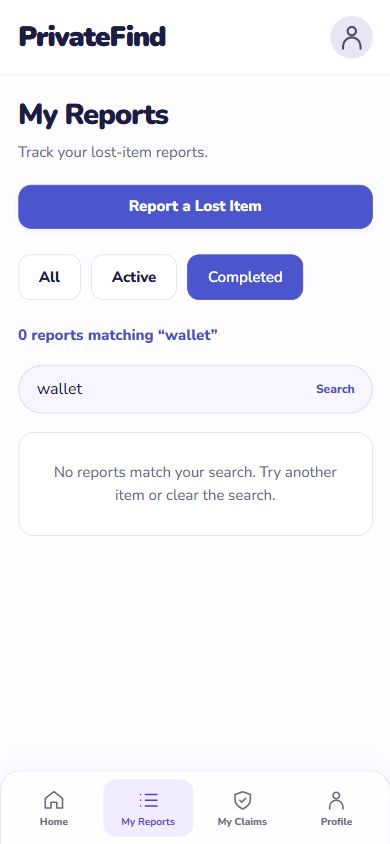 PrivateFind
My Reports
Track your lost-item reports.
Report a Lost Item
All
Active
Completed
0 reports matching “wallet”
wallet
Search
No reports match your search. Try another
item or clear the search.
Home
My Reports
My Claims
Profile